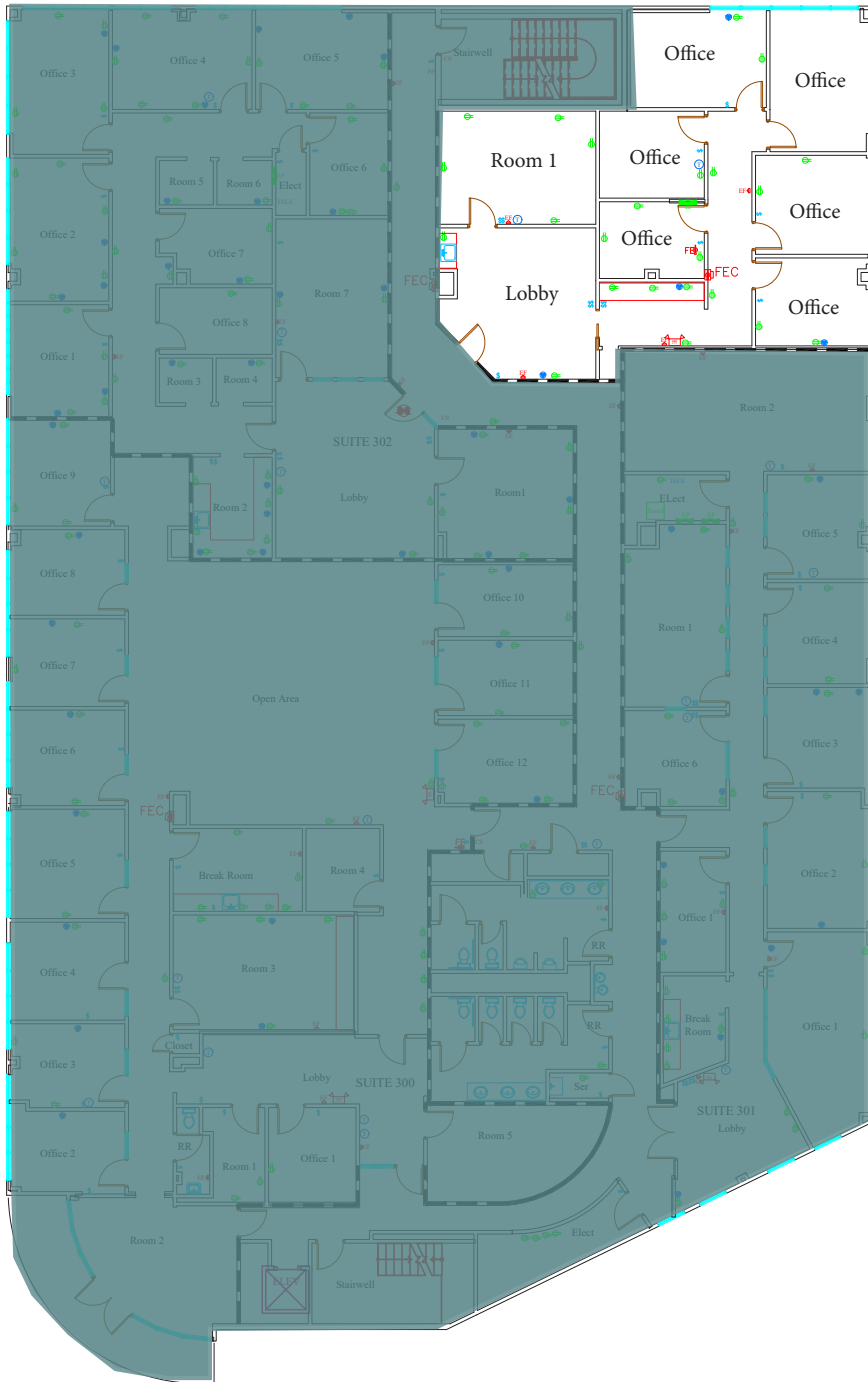 Office 3
Office 4
Office 5
Stairwell
Office
Office
Room 1
Office
Office 6
Room 5
Room 6
Elect
Office
Office 2
Office
Office 7
Room 7
FEC
FEC
Lobby
Office
Office 8
Office 1
Room 3
Room 4
Room 2
SUITE 302
Lobby
Office 9
Room1
Room 2
ELect
Office 5
Office 8
Office 10
Room 1
Office 4
Office 7
Office 11
Open Area
Office 6
Office 12
Office 6
Office 3
FEC
FEC
Office 5
Break Room
Room 4
Office 2
Office 1
Office 4
Room 3
RR
Break
Room
Office 1
RR
Office 3
Closet
Lobby
SUITE 300
Ser
SUITE 301
Lobby
Office 2
RR
Room 1
Office 1
Room 5
Room 2
Elect
ELEV
Stairwell